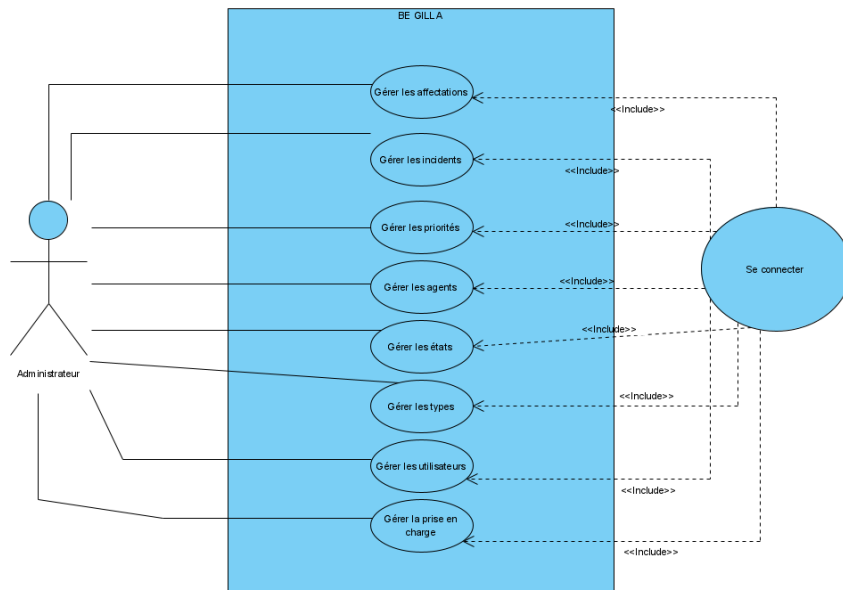 BE GILLA
Gérer les affectations
<<Include>>
Gérer les incidents
<<Include>>
Gérer les priorités
<<Include>>
Se connecter
Gérer les agents
<<Include>>
Gérer les états
<<Include>>
Administrateur
Gérer les types
<<Include>>
Gérer les utilisateurs
<<Include>>
Gérer la prise en
charge
<<Include>>